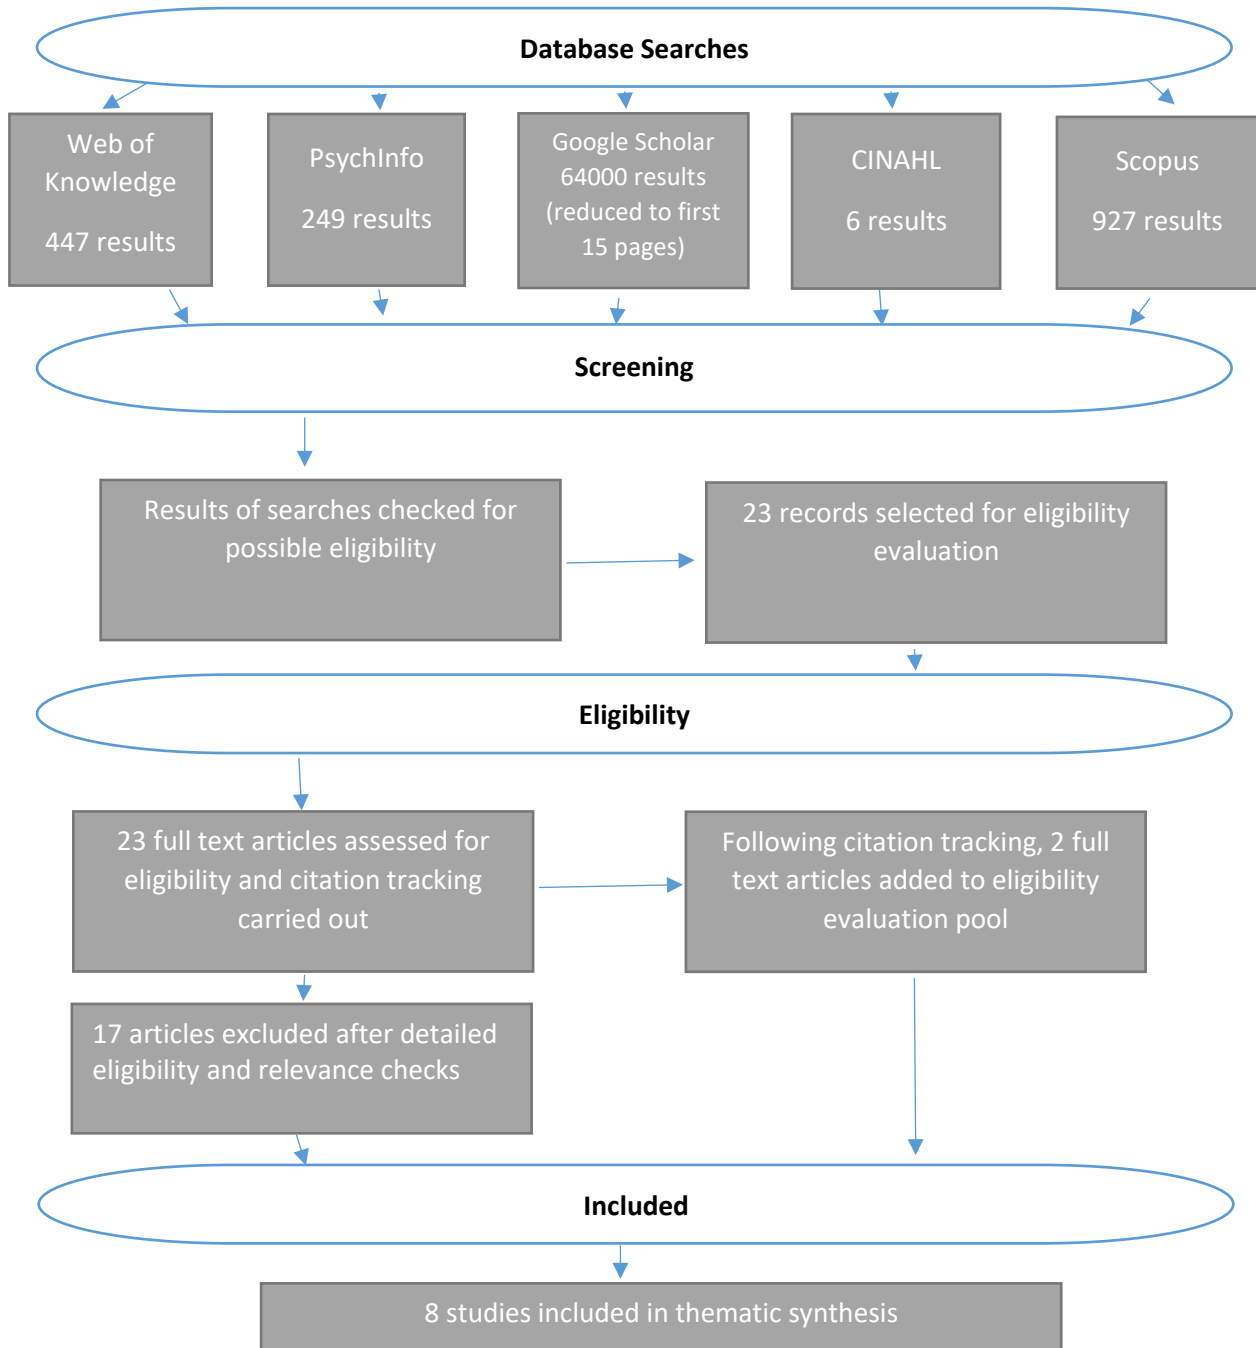 Database Searches
Web of
Knowledge
447 results
PsychInfo
249 results
Google Scholar
64000 results
(reduced to first
15 pages)
CINAHL
6 results
Scopus
927 results
Screening
Results of searches checked for
possible eligibility
23 records selected for eligibility
evaluation
Eligibility
23 full text articles assessed for
eligibility and citation tracking
carried out
Following citation tracking, 2 full
text articles added to eligibility
evaluation pool
17 articles excluded after detailed
eligibility and relevance checks
Included
8 studies included in thematic synthesis